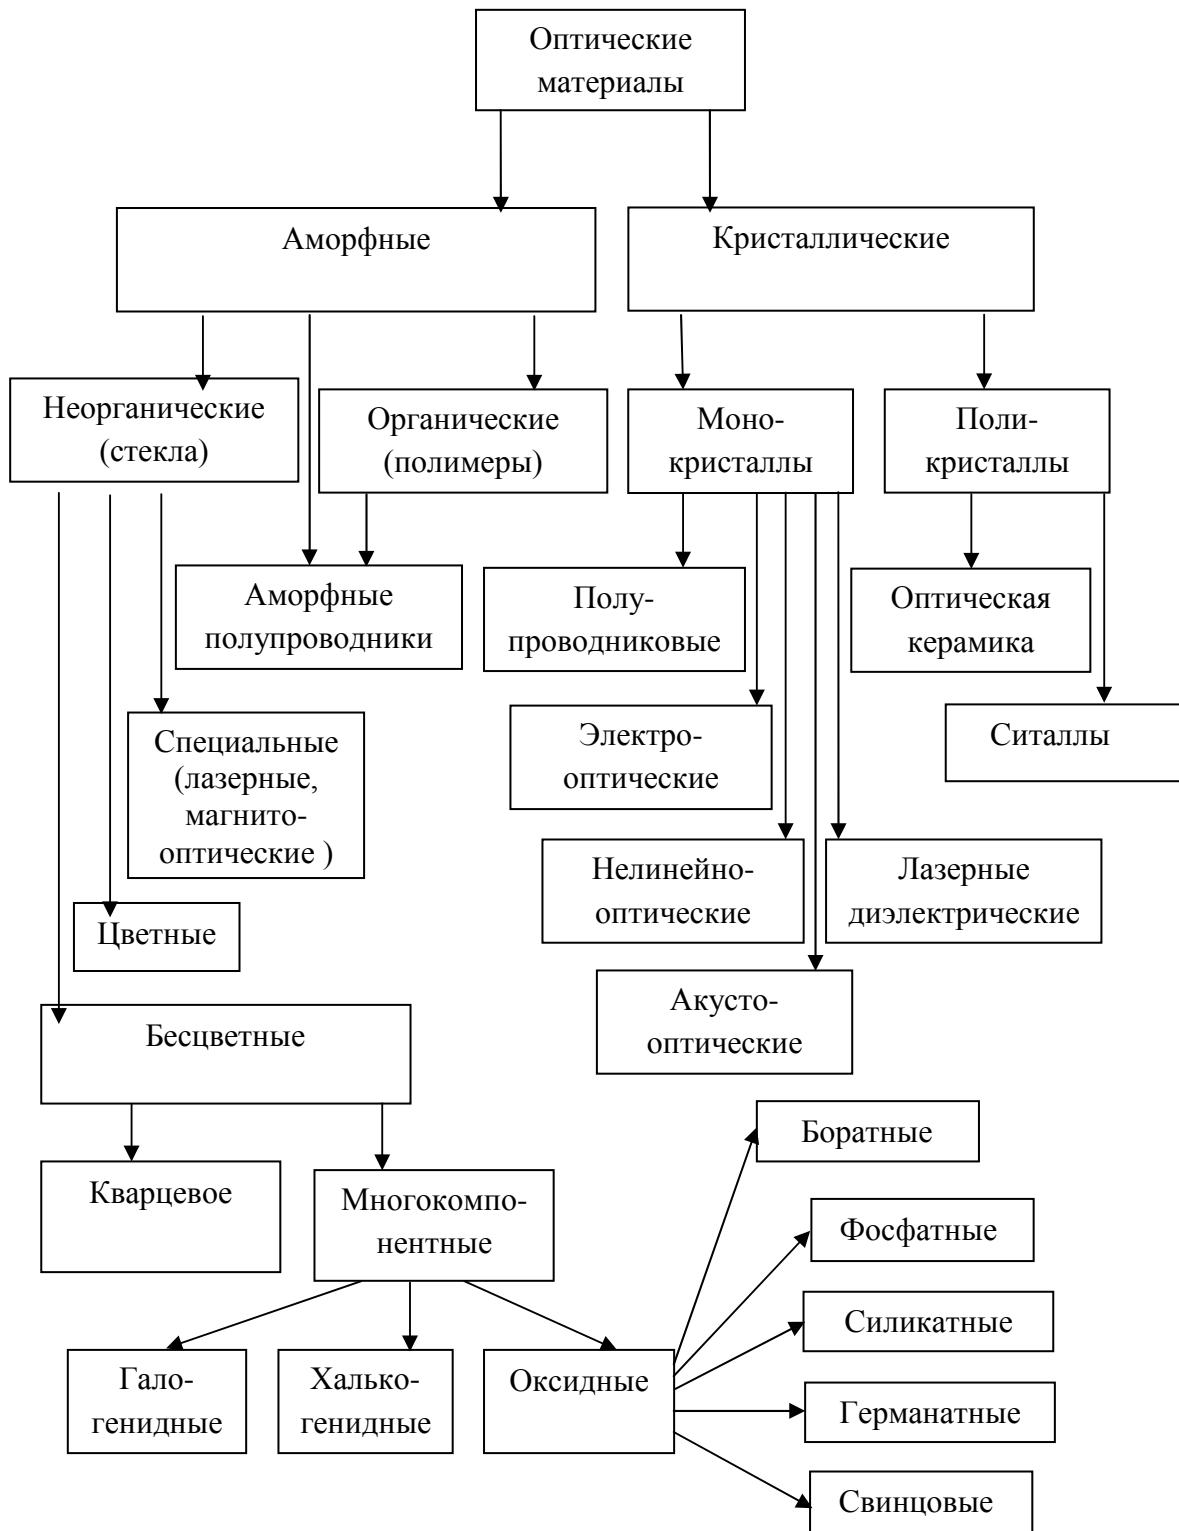 Оптические
материалы
Аморфные
Кристаллические
Неорганические
(стекла)
Органические
(полимеры)
Моно-
кристаллы
Поли-
кристаллы
Аморфные
полупроводники
Полу-
проводниковые
Оптическая
керамика
Специальные
(лазерные,
магнито-
оптические )
Электро-
оптические
Ситаллы
Нелинейно-
оптические
Лазерные
диэлектрические
Цветные
Акусто-
оптические
Бесцветные
Кварцевое
Многокомпо-
нентные
Боратные
Фосфатные
Силикатные
Гало-
генидные
Халько-
генидные
Оксидные
Германатные
Свинцовые